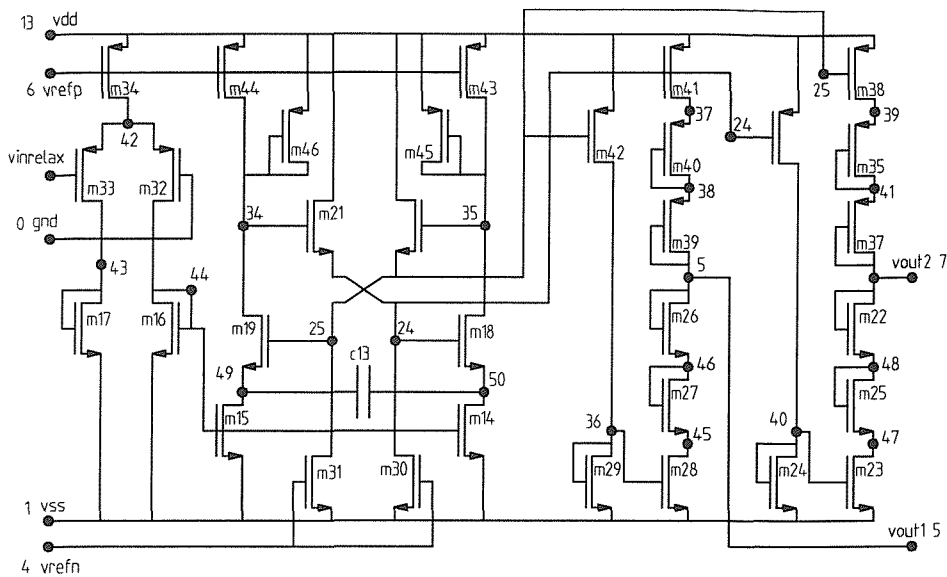 13 vdd
6 vrefp
vinrelax
0 gnd
m34
m44
m43
m46
m45
42
m33
m32
43
44
m17
m16
34
m21
35
m19
25
24
m18
c13
49
50
m15
m14
m31
m30
1 vss
4 vrefn
m42
m41
37
m40
38
m39
5
m26
46
m27
45
36
m29
m28
24
25
m38
39
m35
41
m37
vout2 7
m22
48
m25
47
40
m24
m23
vout1 5